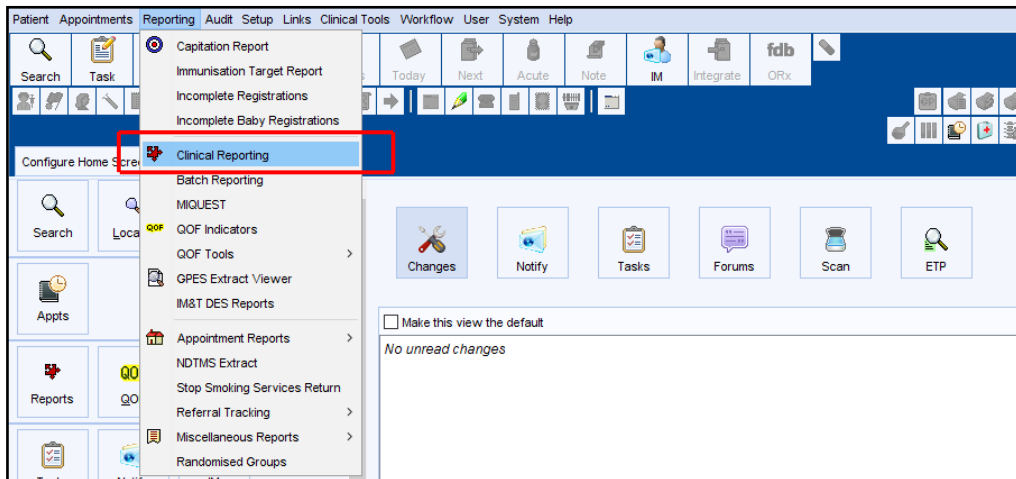 Patient Appointments Reporting Audit Setup Links Clinical Tools Workflow User System Help
Search Task Today Next Acute Note IM Integrate fdb ORx
Capitation Report
Immunisation Target Report
Incomplete Registrations
Incomplete Baby Registrations
Configure Home
Clinical Reporting
Batch Reporting
MIQUEST
QOF QOF Indicators
QOF Tools
GPES Extract Viewer
IM&T DES Reports
Appointment Reports
NDTMS Extract
Stop Smoking Services Return
Referral Tracking
Miscellaneous Reports
Randomised Groups
Search
Appts
Reports
Changes Notify Tasks Forums Scan ETP
Make this view the default
No unread changes